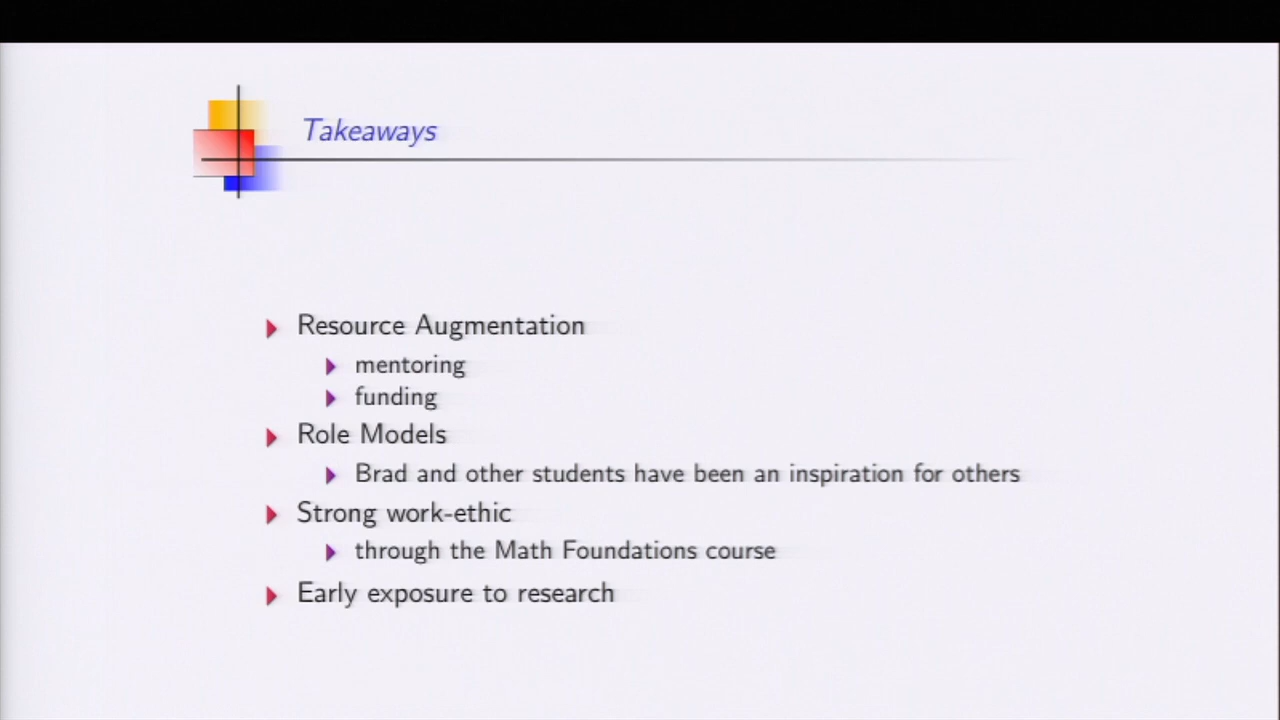 Takeaways
Resource Augmentation
mentoring
funding
Role Models
Brad and other students have been an inspiration for others
Strong work-ethic
through the Math Foundations course
Early exposure to research